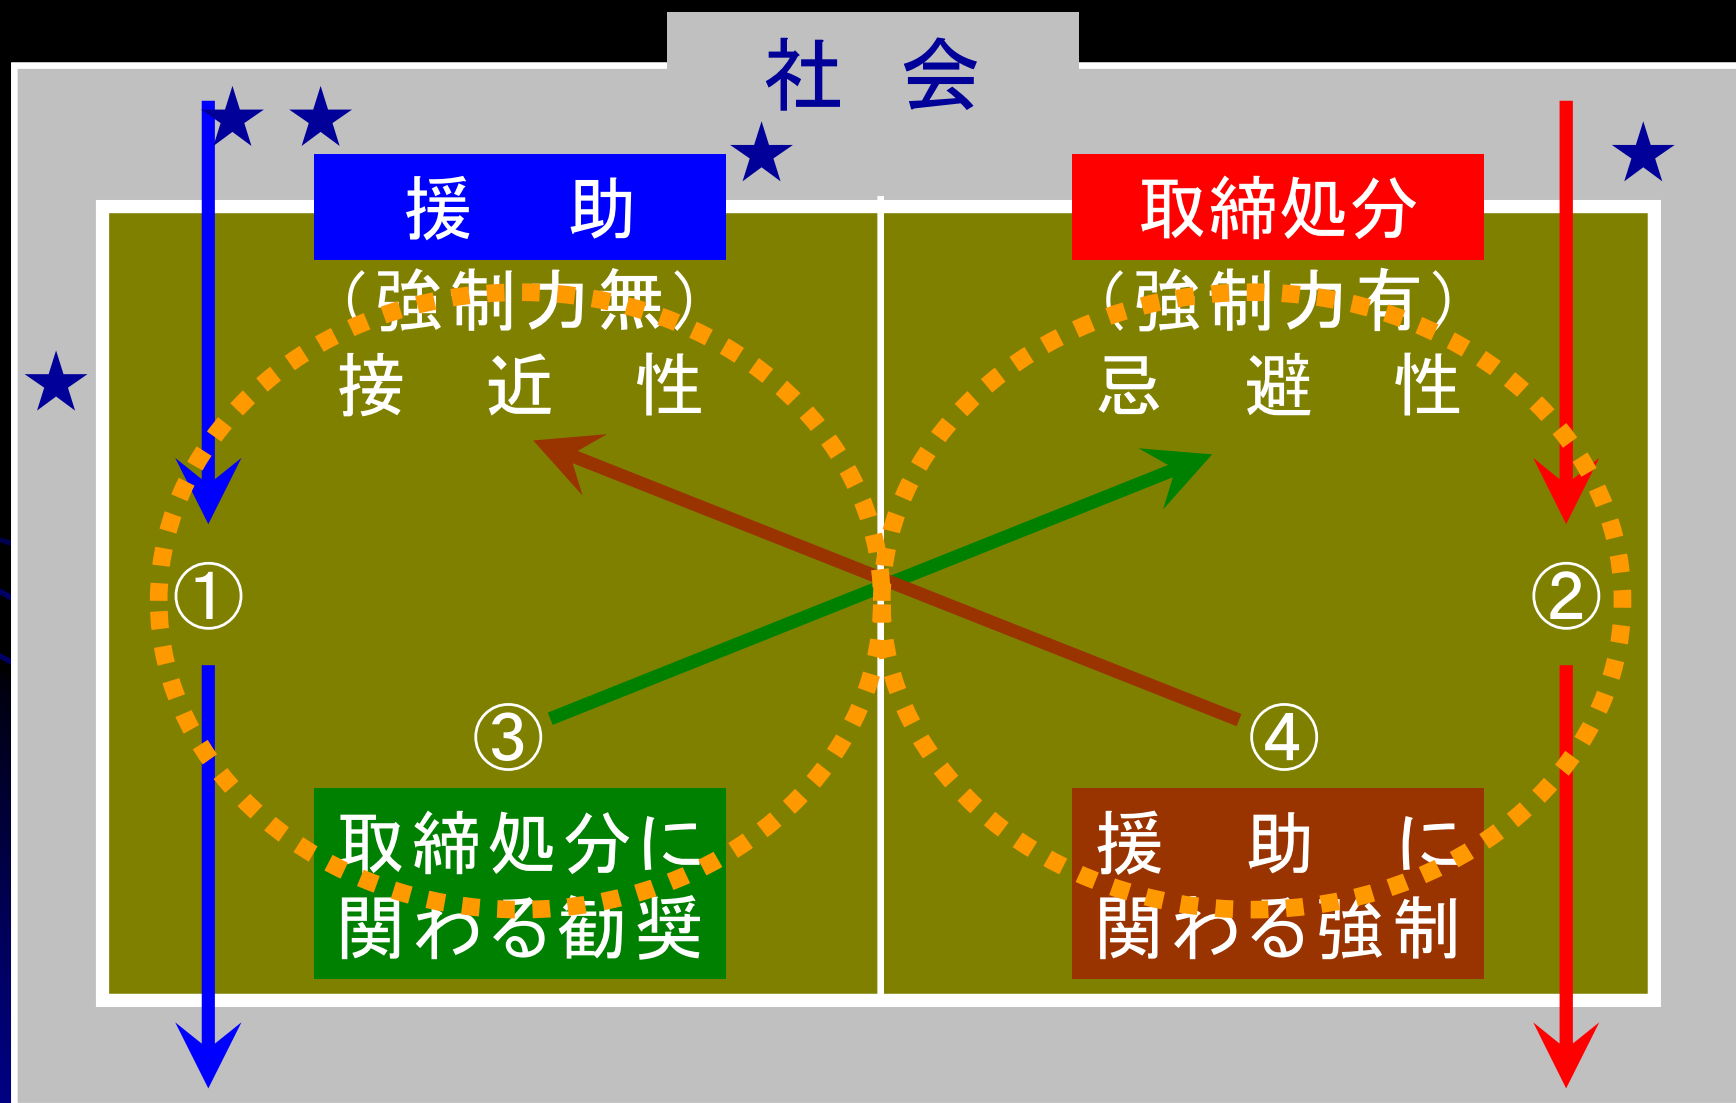 社 会
援 助
（強制力無）
接 近 性
取締処分
（強制力有）
忌 避 性
①
②
③
④
取締処分に
関わる勧奨
援 助 に
関わる強制